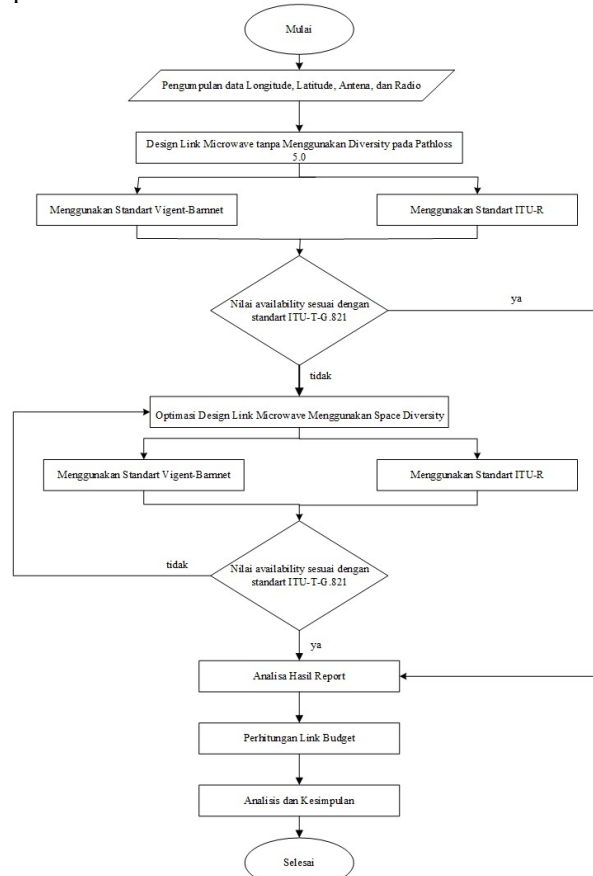 Mulai
Pengumpulan data Longitude, Latitude, Antena, dan Radio
Design Link Microwave tanpa Menggunakan Diversity pada Pathloss
5.0
Menggunakan Standart Vigent-Barnnet
Menggunakan Standart ITU-R
Nilai availability sesuai dengan
standart ITU-T-G.821
ya
tidak
Optimasi Design Link Microwave Menggunakan Space Diversity
Menggunakan Standart Vigent-Barnnet
Menggunakan Standart ITU-R
tidak
Nilai availability sesuai dengan
standart ITU-T-G.821
ya
Analisa Hasil Report
Perhitungan Link Budget
Analisis dan Kesimpulan
Selesai